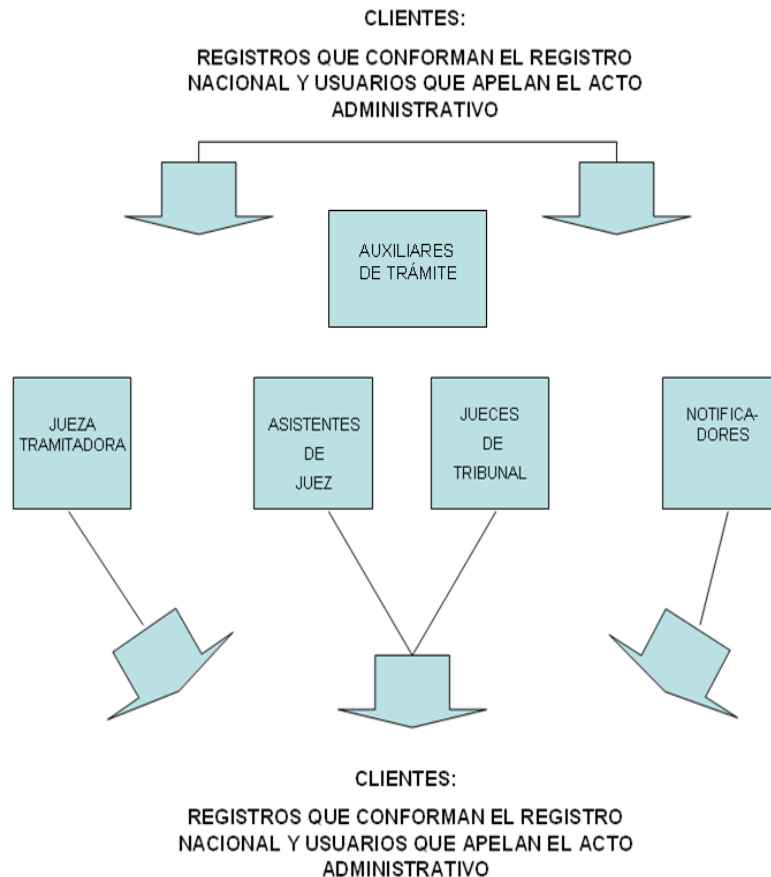 CLIENTES:
REGISTROS QUE CONFORMAN EL REGISTRO
NACIONAL Y USUARIOS QUE APELAN EL ACTO
ADMINISTRATIVO
AUXILIARES
DE TRÁMITE
JUEZA
TRAMITADORA
ASISTENTES
DE
JUEZ
JUECES
DE
TRIBUNAL
NOTIFICA-
DORES
CLIENTES:
REGISTROS QUE CONFORMAN EL REGISTRO
NACIONAL Y USUARIOS QUE APELAN EL ACTO
ADMINISTRATIVO